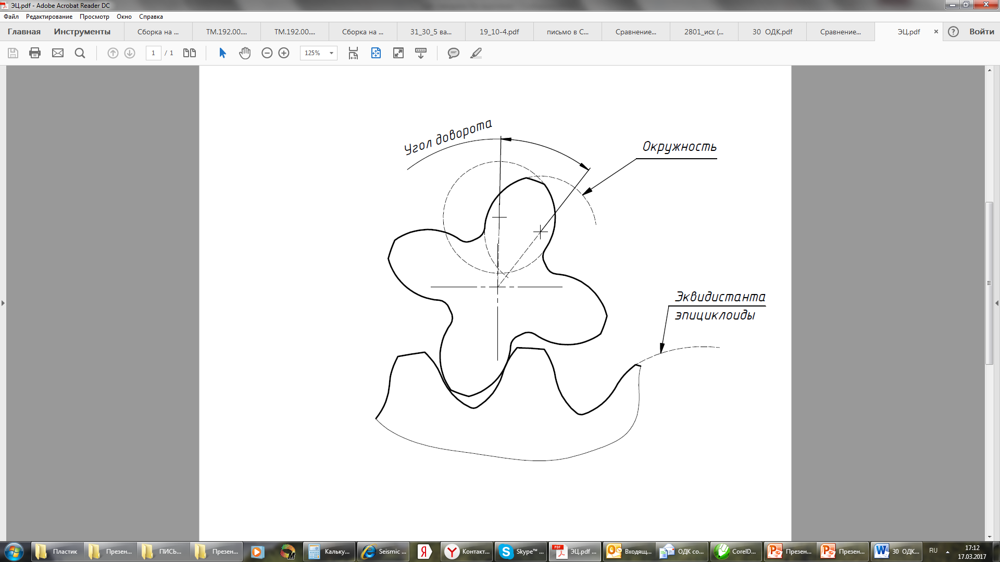 ЭЦ.pdf - Adobe Acrobat Reader DC
Файл Редактирование Просмотр Окно Справка
Главная Инструменты Сборка на ... ТМ.192.00.... ТМ.192.00.... Сборка на ... 31_30_5 ва... 19_10-4.pdf письмо в С... Сравнение... 2801_исх (... 30 ОДК.pdf Сравнение... ЭЦ.pdf × ? Войти
1 / 1 125%
Угол доворота
Окружность
Эквидистанта
эпициклоиды
Пластик Презен... ПИСЬ... Презен... Кальку... Seismic ... Я Контакт... Skype™ ... ЭЦ.pdf ... Входящ... ОДК со... CorelD... Презен... Презен... 30 ОДК... RU 17:12
17.03.2017